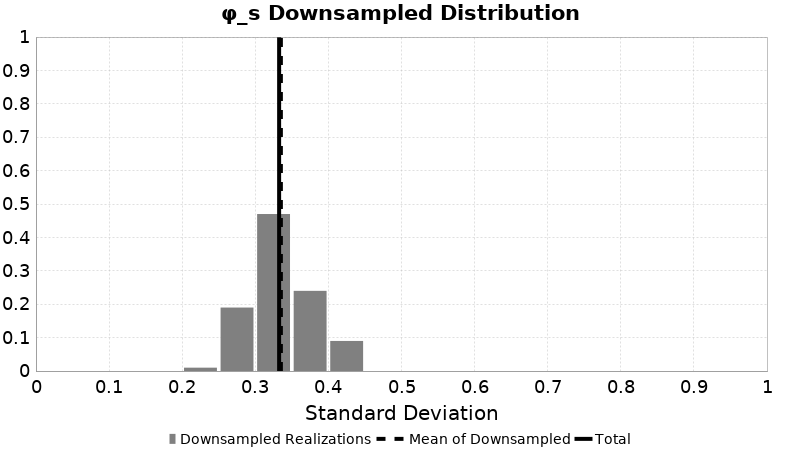 φ_s Downsampled Distribution
1
0.9
0.8
0.7
0.6
0.5
0.4
0.3
0.2
0.1
0
0 0.1 0.2 0.3 0.4 0.5 0.6 0.7 0.8 0.9 1
Standard Deviation
Downsampled Realizations Mean of Downsampled Total